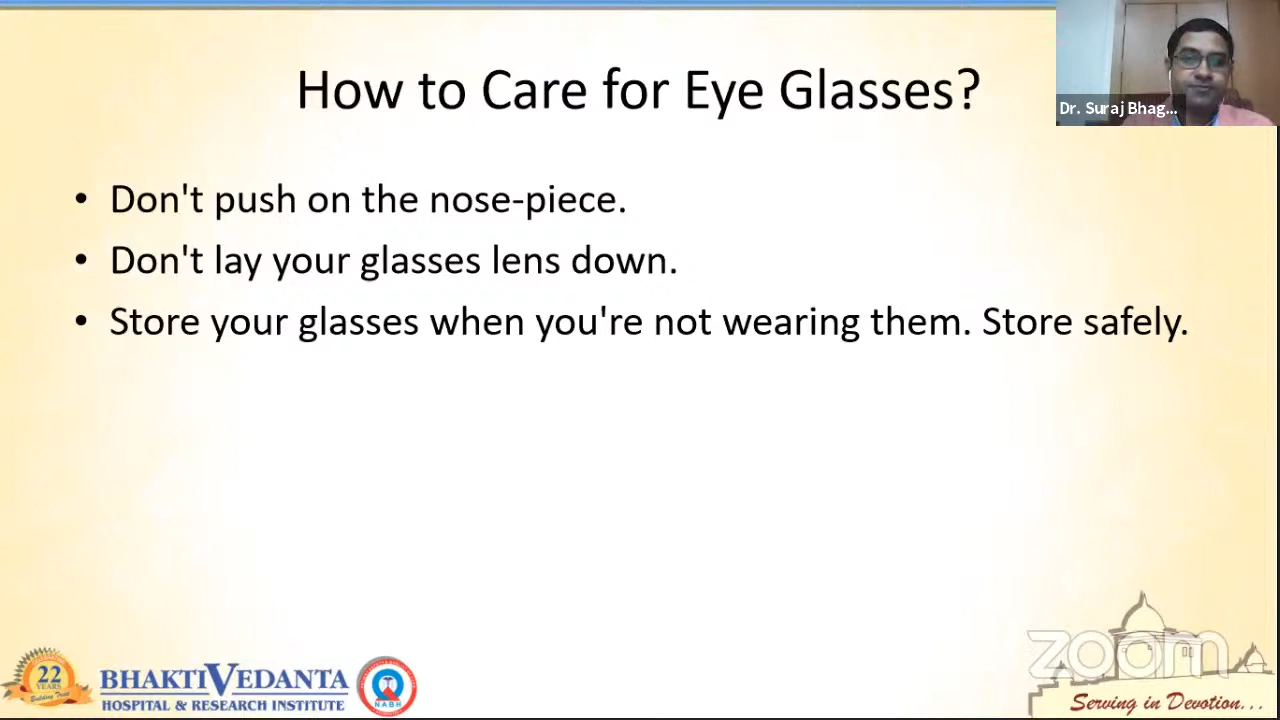 How to Care for Eye Glasses?
Dr. Suraj Bhag...
• Don't push on the nose-piece.
• Don't lay your glasses lens down.
• Store your glasses when you're not wearing them. Store safely.
zoom
22
YEARS
Building Trust
BHAKTIVEDANTA
HOSPITAL & RESEARCH INSTITUTE
NABH
Serving in Devotion...